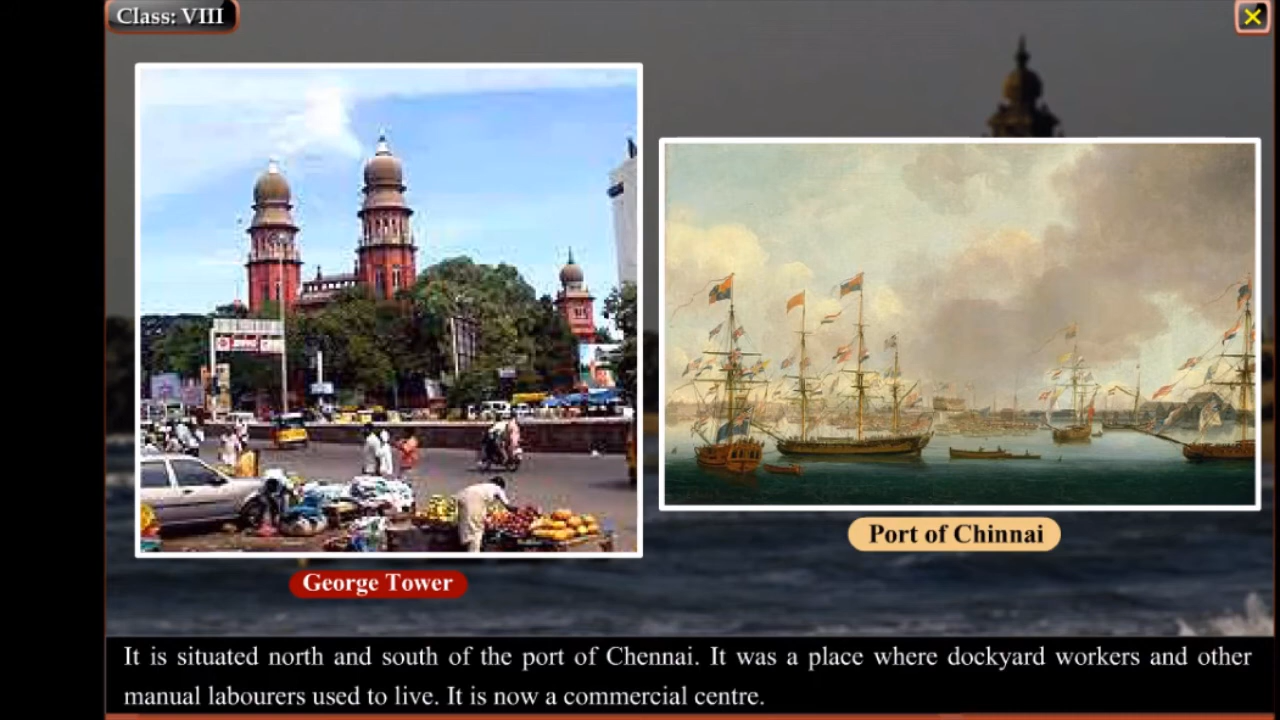 Class: VIII
George Tower
Port of Chinnai
It is situated north and south of the port of Chennai. It was a place where dockyard workers and other
manual labourers used to live. It is now a commercial centre.